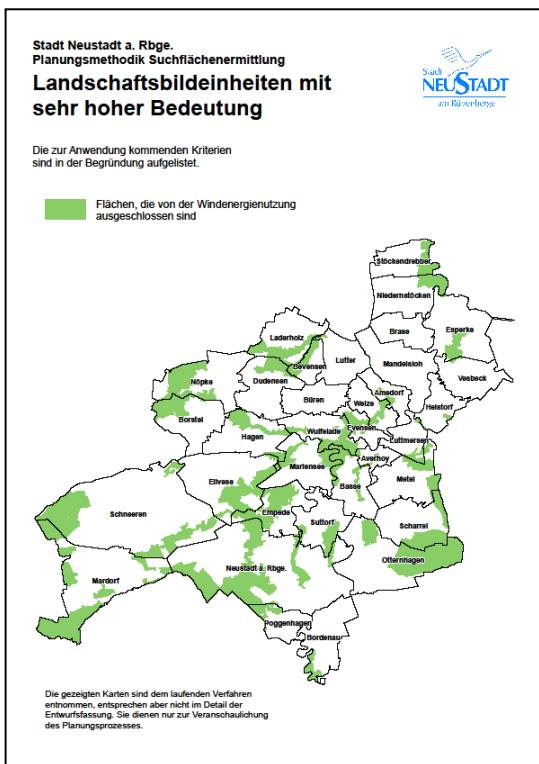 Stadt Neustadt a. Rbge.
Planungsmethodik Suchflächenermittlung
Landschaftsbildeinheiten mit
sehr hoher Bedeutung
Stadt
NEUSTADT
am Rübenberge
Die zur Anwendung kommenden Kriterien
sind in der Begründung aufgelistet.
Flächen, die von der Windenergienutzung
ausgeschlossen sind
Stöckendrebber
Niedernstöcken
Brase
Esperke
Laderholz
Lutter
Bevensen
Mandelsloh
Vesbeck
Nöpke
Dudensen
Büren
Amedorf
Welze
Helstorf
Borstel
Hagen
Wulfelade
Evensen
Luttmersen
Mariensee
Averhoy
Metel
Basse
Eilvese
Schneeren
Empede
Suttorf
Scharrel
Otternhagen
Mardorf
Neustadt a. Rbge.
Poggenhagen
Bordenau
Die gezeigten Karten sind dem laufenden Verfahren
entnommen, entsprechen aber nicht im Detail der
Entwurfsfassung. Sie dienen nur zur Veranschaulichung
des Planungsprozesses.